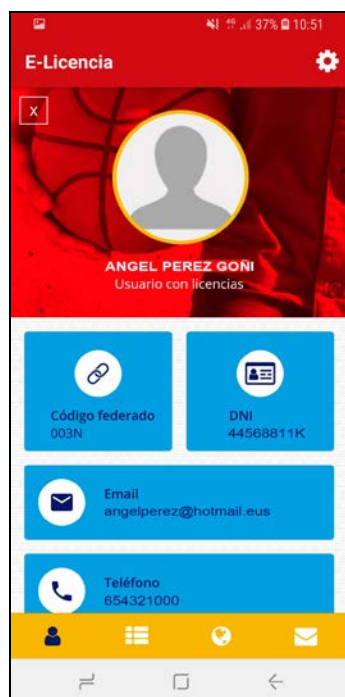 37% 10:51
E-Licencia
X
ANGEL PEREZ GOÑI
Usuario con licencias
Código federado
003N
DNI
44568811K
Email
angelperez@hotmail.eus
Teléfono
654321000